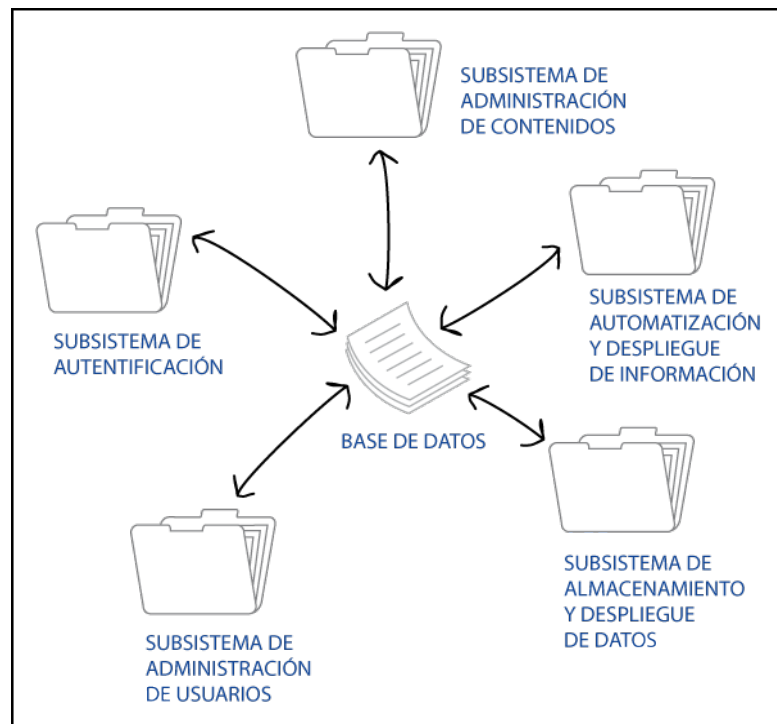 SUBSISTEMA DE
ADMINISTRACIÓN
DE CONTENIDOS
SUBSISTEMA DE
AUTENTIFICACIÓN
SUBSISTEMA DE
AUTOMATIZACIÓN
Y DESPLIEGUE
DE INFORMACIÓN
BASE DE DATOS
SUBSISTEMA DE
ADMINISTRACIÓN
DE USUARIOS
SUBSISTEMA DE
ALMACENAMIENTO
Y DESPLIEGUE
DE DATOS